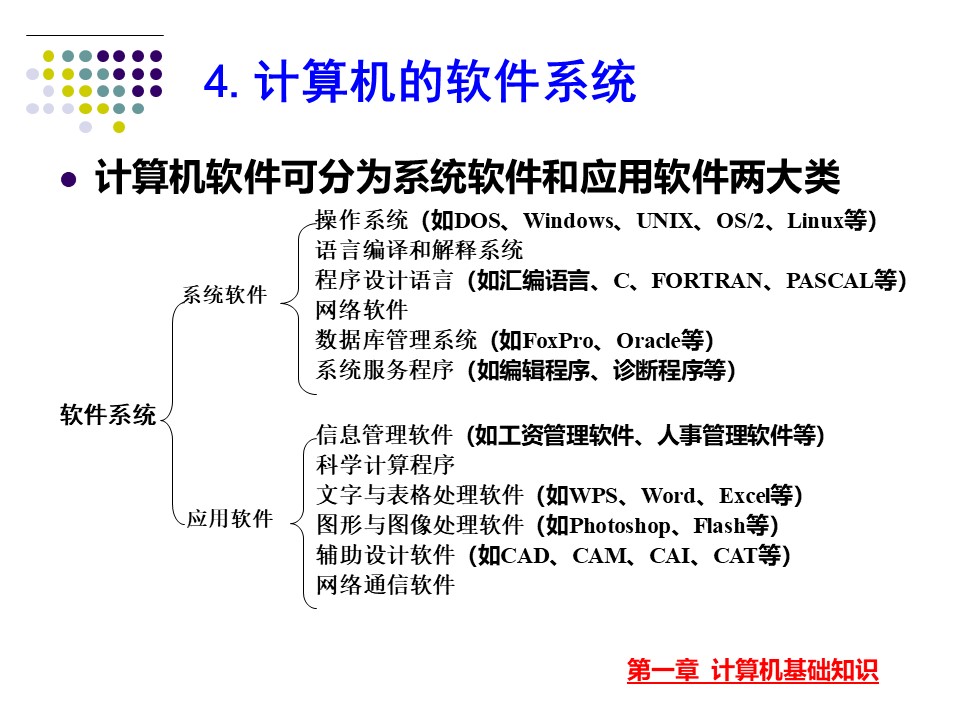 4. 计算机的软件系统
计算机软件可分为系统软件和应用软件两大类
操作系统（如DOS、Windows、UNIX、OS/2、Linux等）
语言编译和解释系统
程序设计语言（如汇编语言、C、FORTRAN、PASCAL等）
系统软件
网络软件
数据库管理系统（如FoxPro、Oracle等）
系统服务程序（如编辑程序、诊断程序等）
软件系统
信息管理软件（如工资管理软件、人事管理软件等）
科学计算程序
文字与表格处理软件（如WPS、Word、Excel等）
应用软件
图形与图像处理软件（如Photoshop、Flash等）
辅助设计软件（如CAD、CAM、CAI、CAT等）
网络通信软件
第一章 计算机基础知识